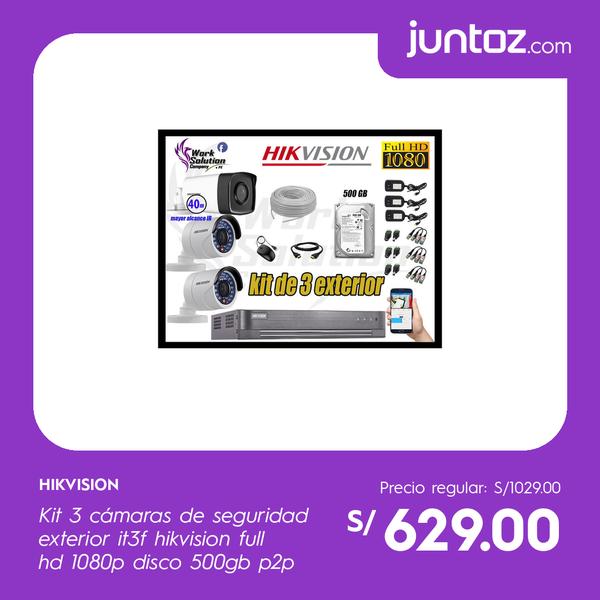 juntoz.com
Work
Solution
Company
HIKVISION
Full HD
1080
500 GB
40m
mayor alcance IR
kit de 3 exterior
HIKVISION
HIKVISION
Precio regular: S/1029.00
Kit 3 cámaras de seguridad
exterior it3f hikvision full
hd 1080p disco 500gb p2p
S/ 629.00